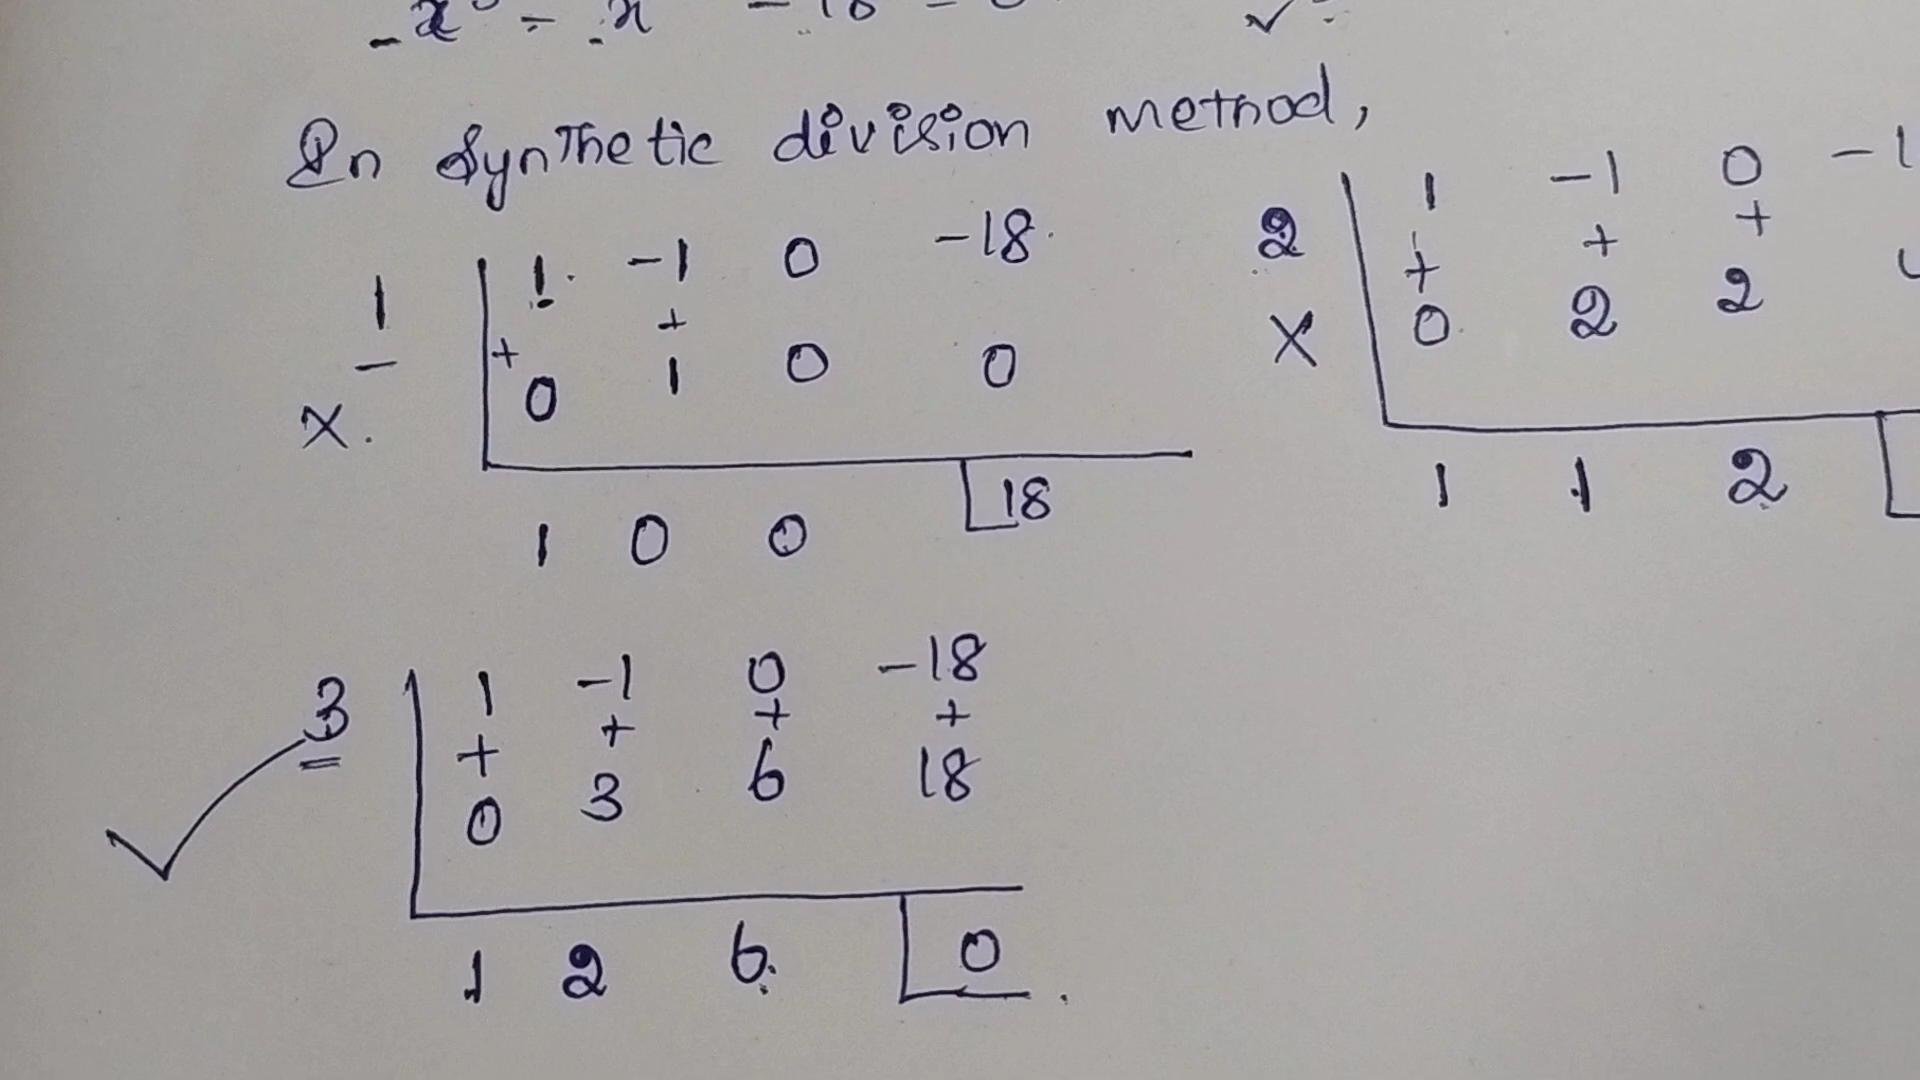 In Synthetic division method,
1 | 1 -1 0 -18
+ +
x 0 1 0 0
1 0 0 18
2 | 1 -1 0
+ + +
x 0 2 2
1 1 2
3 | 1 -1 0 -18
+ + + +
0 3 6 18
1 2 6 0